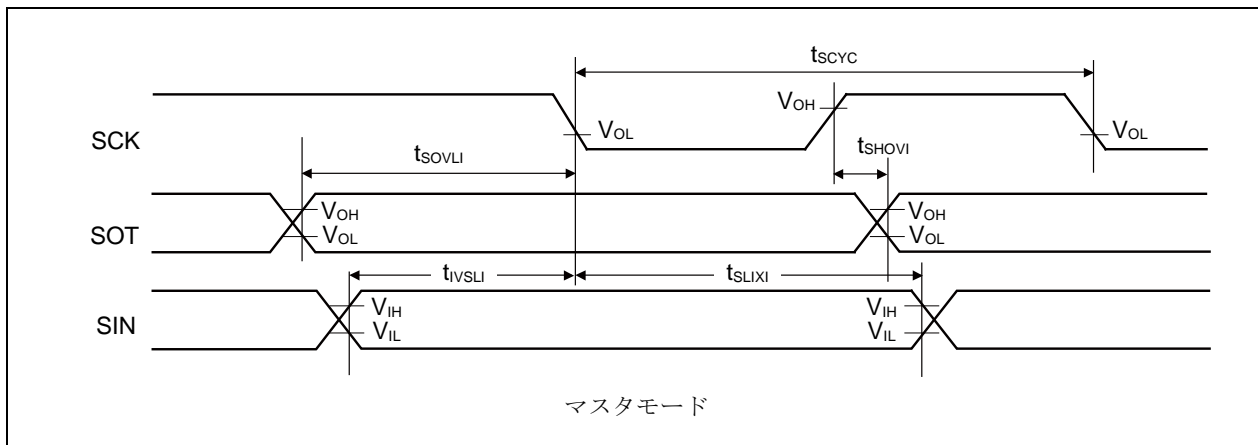 tSCYC
VOH
SCK
VOL
VOL
tSOVLI
tSHOVI
VOH
VOH
SOT
VOL
VOL
tIVSLI
tSLIXI
VIH
VIH
SIN
VIL
VIL
マスタモード